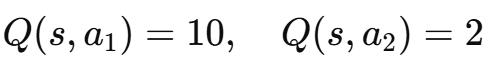 Q(s, a₁) = 10, Q(s, a₂) = 2